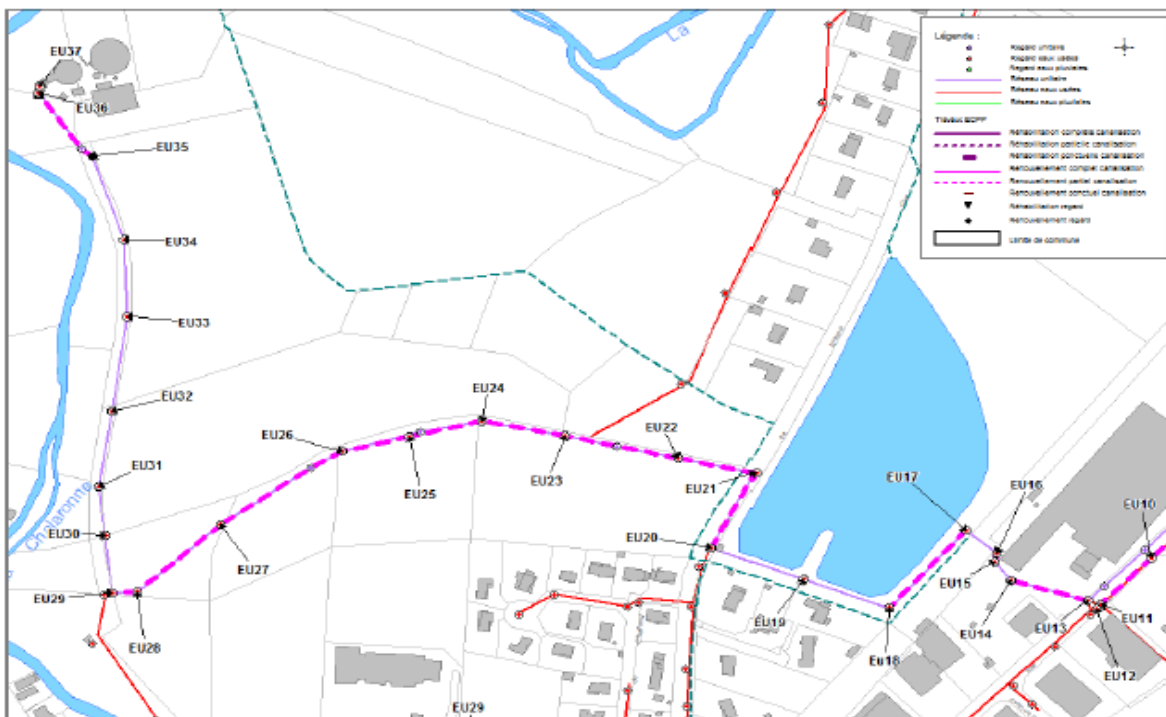 La
Légende :
Regard unitaire
Regard eaux usées
Regard eaux pluviales
Réseau unitaire
Réseau eaux usées
Réseau eaux pluviales
Réhabilitation complète canalisation
Réhabilitation partielle canalisation
Réhabilitation ponctuelle canalisation
Renouvellement complet canalisation
Renouvellement partiel canalisation
Renouvellement ponctuel canalisation
Réhabilitation regard
Renouvellement regard
Limite de commune
EU37
EU36
EU35
EU34
EU33
EU32
EU24
EU26
EU22
EU25
EU23
EU21
EU31
Chalaronne
EU17
EU16
EU10
EU30
EU27
EU20
EU15
EU29
EU28
EU19
Eu18
EU14
EU13
EU11
EU12
EU29